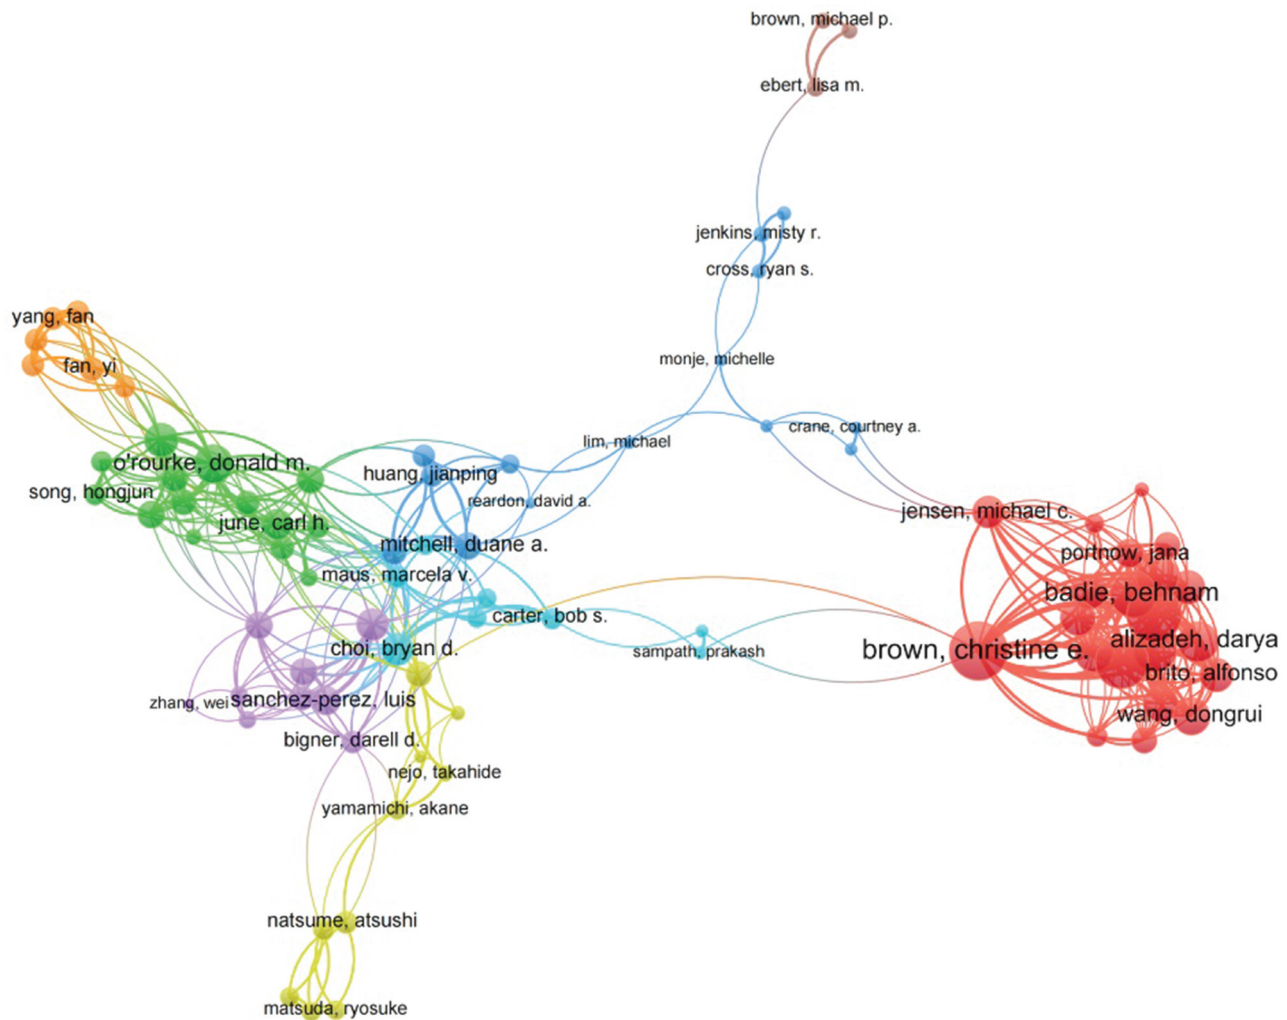 brown, michael p.
ebert, lisa m.
jenkins, misty r.
cross, ryan s.
yang, fan
monje, michelle
fan, yi
crane, courtney a.
lim, michael
o'rourke, donald m.
huang, jianping
song, hongjun
reardon, david a.
jensen, michael c.
june, carl h.
mitchell, duane a.
portnow, jana
maus, marcela v.
badie, behnam
carter, bob s.
alizadeh, darya
choi, bryan d.
sampath, prakash
brown, christine e.
brito, alfonso
zhang, wei
sanchez-perez, luis
wang, dongrui
bigner, darell d.
nejo, takahide
yamamichi, akane
natsume, atsushi
matsuda, ryosuke